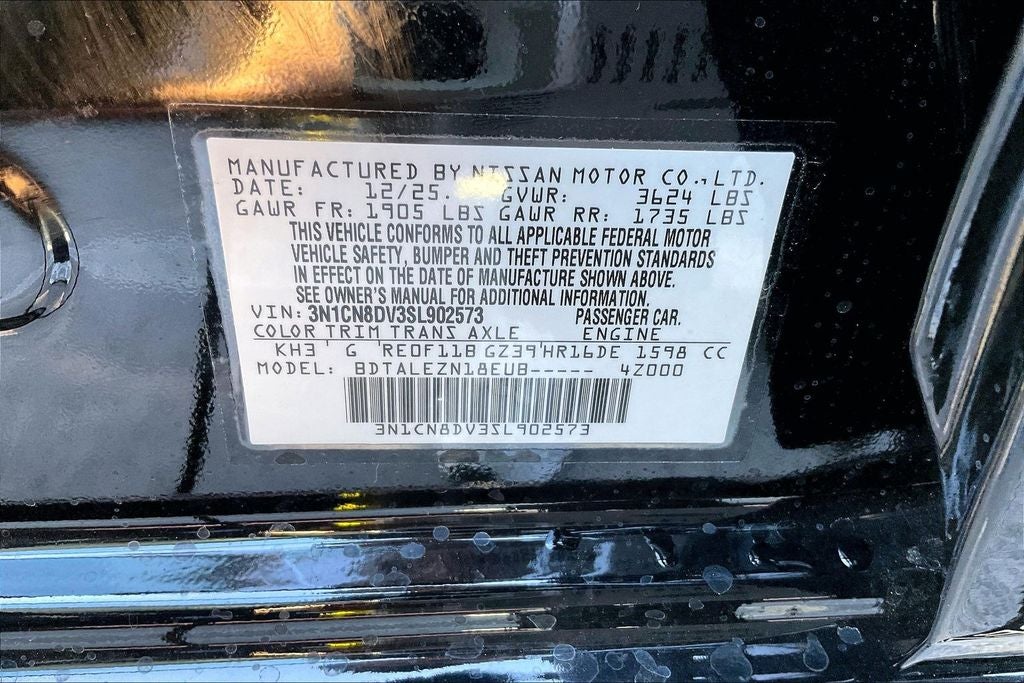 MANUFACTURED BY NISSAN MOTOR CO., LTD.
DATE: 12/25. GVWR: 3624 LBS
GAWR FR: 1905 LBS GAWR RR: 1735 LBS
THIS VEHICLE CONFORMS TO ALL APPLICABLE FEDERAL MOTOR
VEHICLE SAFETY, BUMPER AND THEFT PREVENTION STANDARDS
IN EFFECT ON THE DATE OF MANUFACTURE SHOWN ABOVE.
SEE OWNER'S MANUAL FOR ADDITIONAL INFORMATION.
VIN: 3N1CN8DV3SL902573 PASSENGER CAR.
COLOR TRIM TRANS AXLE ENGINE
KH3 G RE0F11B GZ39 HR16DE 1598 CC
MODEL: BDTALEZN18EUB----- 4Z000
3N1CN8DV3SL902573